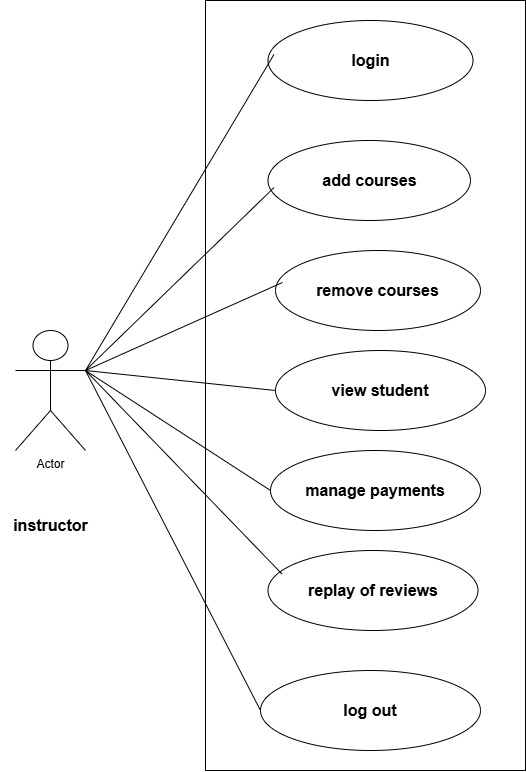 login
add courses
remove courses
view student
manage payments
replay of reviews
log out
Actor
instructor